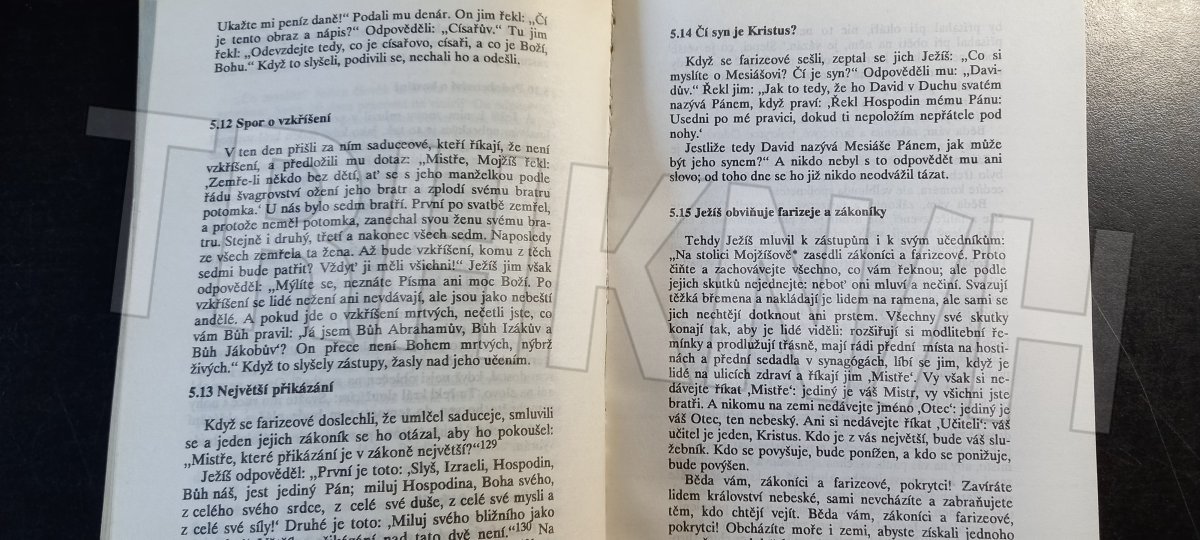 Ukažte mi peníz daně!“ Podali mu denár. On jim řekl: „Čí
je tento obraz a nápis?“ Odpověděli: „Císařův.“ Tu jim
řekl: „Odevzdejte tedy, co je císařovo, císaři, a co je Boží,
Bohu.“ Když to slyšeli, podivili se, nechali ho a odešli.
5.12 Spor o vzkříšení
V ten den přišli za ním saduceové, kteří říkají, že není
vzkříšení, a předložili mu dotaz: „Mistře, Mojžíš řekl:
‚Zemře-li někdo bez dětí, ať se s jeho manželkou podle
řádu švagrovství ožení jeho bratr a zplodí svému bratru
potomka.‘ U nás bylo sedm bratří. První po svatbě zemřel,
a protože neměl potomka, zanechal svou ženu svému bra-
tru. Stejně i druhý, třetí a nakonec všech sedm. Naposledy
ze všech zemřela ta žena. Až bude vzkříšení, komu z těch
sedmi bude patřit? Vždyť ji měli všichni!“ Ježíš jim však
odpověděl: „Mýlíte se, neznáte Písma ani moc Boží. Po
vzkříšení se lidé nežení ani nevdávají, ale jsou jako nebeští
andělé. A pokud jde o vzkříšení mrtvých, nečetli jste, co
vám Bůh pravil: ‚Já jsem Bůh Abrahamův, Bůh Izákův a
Bůh Jákobův‘? On přece není Bohem mrtvých, nýbrž
živých.“ Když to slyšely zástupy, žasly nad jeho učením.
5.13 Největší přikázání
Když se farizeové doslechli, že umlčel saduceje, smluvili
se a jeden jejich zákoník se ho otázal, aby ho pokoušel:
„Mistře, které přikázání je v zákoně největší?“129
Ježíš odpověděl: „První je toto: ‚Slyš, Izraeli, Hospodin,
Bůh náš, jest jediný Pán; miluj Hospodina, Boha svého,
z celého svého srdce, z celé své duše, z celé své mysli a
z celé své síly!‘ Druhé je toto: ‚Miluj svého bližního jako
přikázání nad tato dvě není.“130 Na
5.14 Čí syn je Kristus?
Když se farizeové sešli, zeptal se jich Ježíš: „Co si
myslíte o Mesiášovi? Čí je syn?“ Odpověděli mu: „Davi-
dův.“ Řekl jim: „Jak to tedy, že ho David v Duchu svatém
nazývá Pánem, když praví: ‚Řekl Hospodin mému Pánu:
Usedni po mé pravici, dokud ti nepoložím nepřátele pod
nohy.‘
Jestliže tedy David nazývá Mesiáše Pánem, jak může
být jeho synem?“ A nikdo nebyl s to odpovědět mu ani
slovo; od toho dne se ho již nikdo neodvážil tázat.
5.15 Ježíš obviňuje farizeje a zákoníky
Tehdy Ježíš mluvil k zástupům i k svým učedníkům:
„Na stolici Mojžíšově* zasedli zákoníci a farizeové. Proto
čiňte a zachovávejte všechno, co vám řeknou; ale podle
jejich skutků nejednejte: neboť oni mluví a nečiní. Svazují
těžká břemena a nakládají je lidem na ramena, ale sami se
jich nechtějí dotknout ani prstem. Všechny své skutky
konají tak, aby je lidé viděli: rozšiřují si modlitební ře-
mínky a prodlužují třásně, mají rádi přední místa na hosti-
nách a přední sedadla v synagógách, líbí se jim, když je
lidé na ulicích zdraví a říkají jim ‚Mistře‘. Vy však si ne-
dávejte říkat ‚Mistře‘: jediný je váš Mistr, vy všichni jste
bratři. A nikomu na zemi nedávejte jméno ‚Otec‘: jediný je
váš Otec, ten nebeský. Ani si nedávejte říkat ‚Učiteli‘: váš
učitel je jeden, Kristus. Kdo je z vás největší, bude váš slu-
žebník. Kdo se povyšuje, bude ponížen, a kdo se ponižuje,
bude povýšen.
Běda vám, zákoníci a farizeové, pokrytci! Zavíráte
lidem království nebeské, sami nevcházíte a zabraňujete
těm, kdo chtějí vejít. Běda vám, zákoníci a farizeové,
pokrytci! Obcházíte moře i zemi, abyste získali jednoho